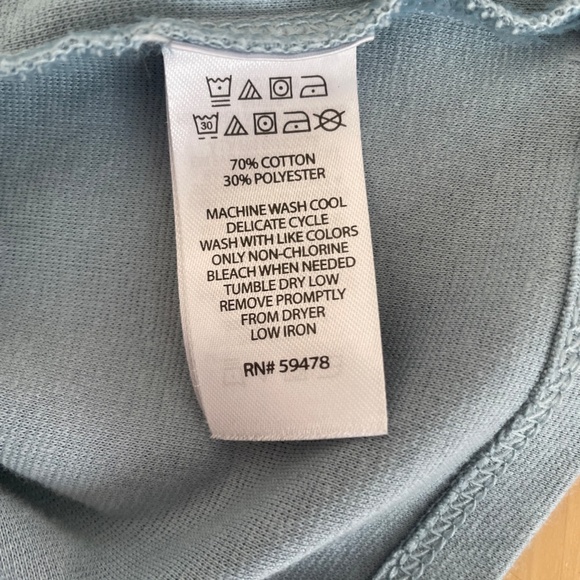 30
70% COTTON
30% POLYESTER
MACHINE WASH COOL
DELICATE CYCLE
WASH WITH LIKE COLORS
ONLY NON-CHLORINE
BLEACH WHEN NEEDED
TUMBLE DRY LOW
REMOVE PROMPTLY
FROM DRYER
LOW IRON
RN# 59478